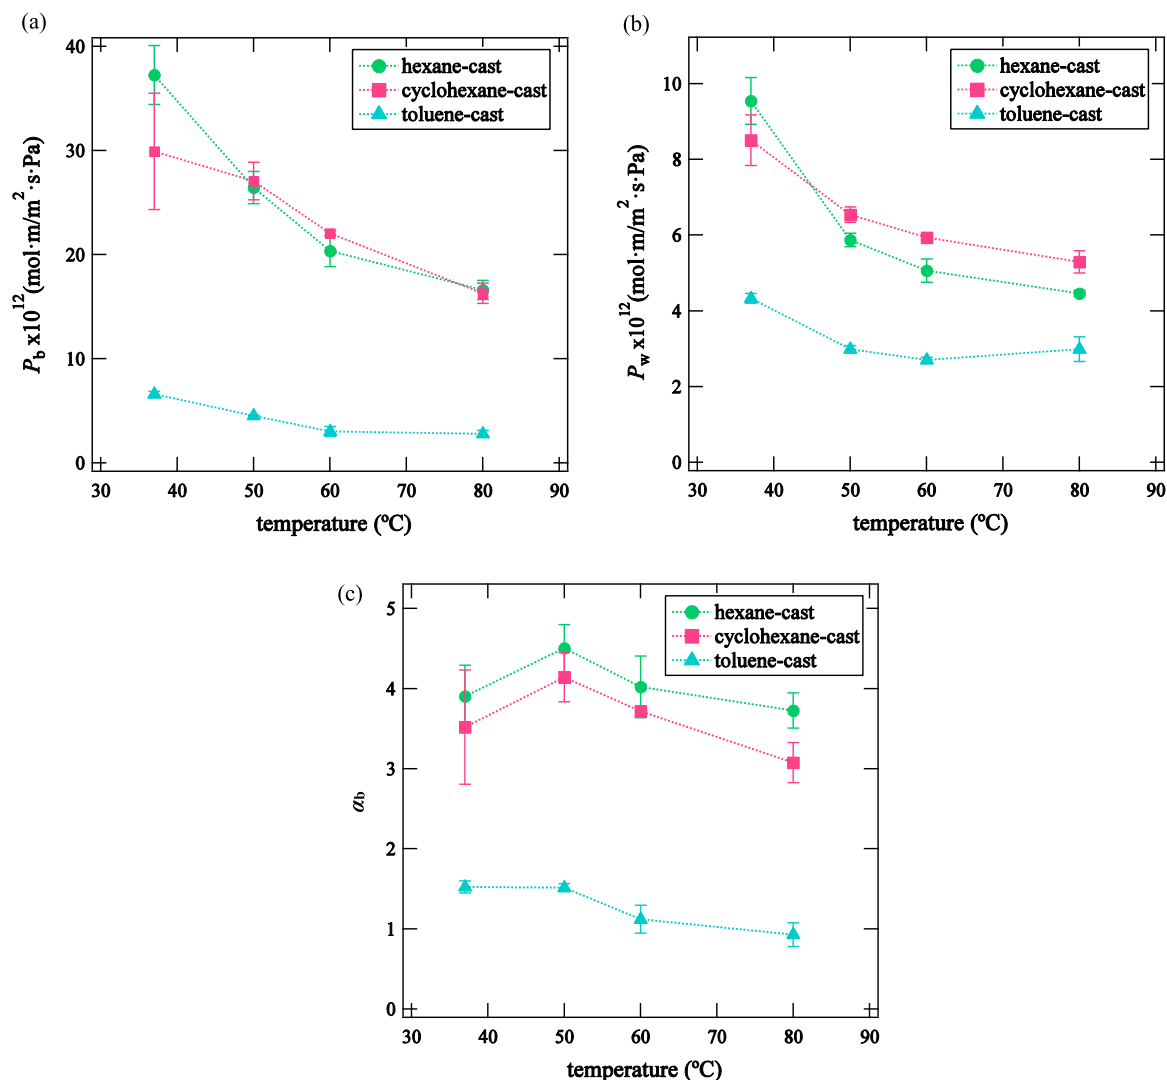 (a)
40
30
20
10
0
P_b x10^12 (mol·m/m^2·s·Pa)
hexane-cast
cyclohexane-cast
toluene-cast
30 40 50 60 70 80 90
temperature (ºC)
(b)
10
8
6
4
2
0
P_w x10^12 (mol·m/m^2·s·Pa)
hexane-cast
cyclohexane-cast
toluene-cast
30 40 50 60 70 80 90
temperature (ºC)
(c)
5
4
3
2
1
0
α_b
hexane-cast
cyclohexane-cast
toluene-cast
30 40 50 60 70 80 90
temperature (ºC)